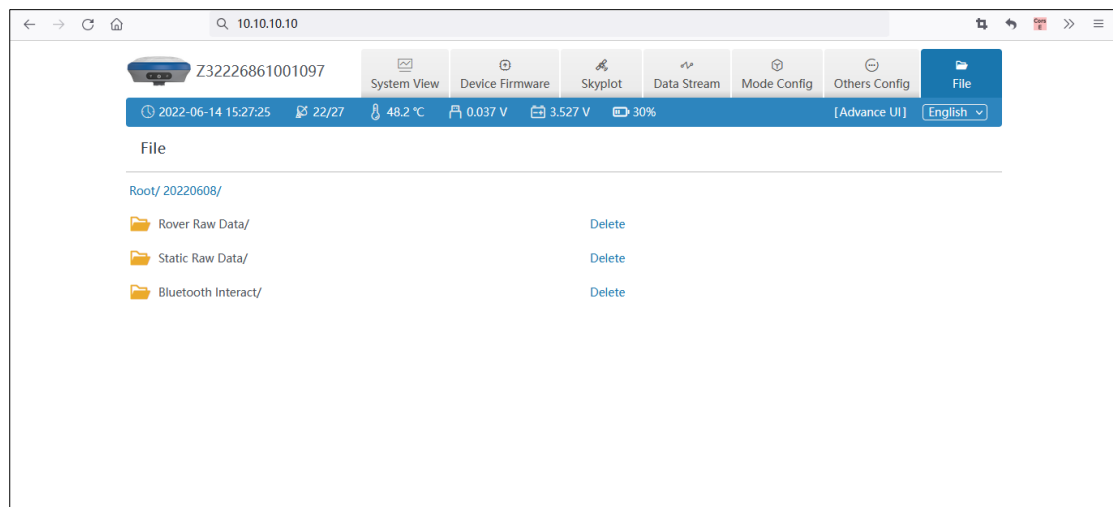 10.10.10.10
Z32226861001097
System View
Device Firmware
Skyplot
Data Stream
Mode Config
Others Config
File
2022-06-14 15:27:25 22/27 48.2 ℃ 0.037 V 3.527 V 30% [Advance UI] English
File
Root/ 20220608/
Rover Raw Data/ Delete
Static Raw Data/ Delete
Bluetooth Interact/ Delete